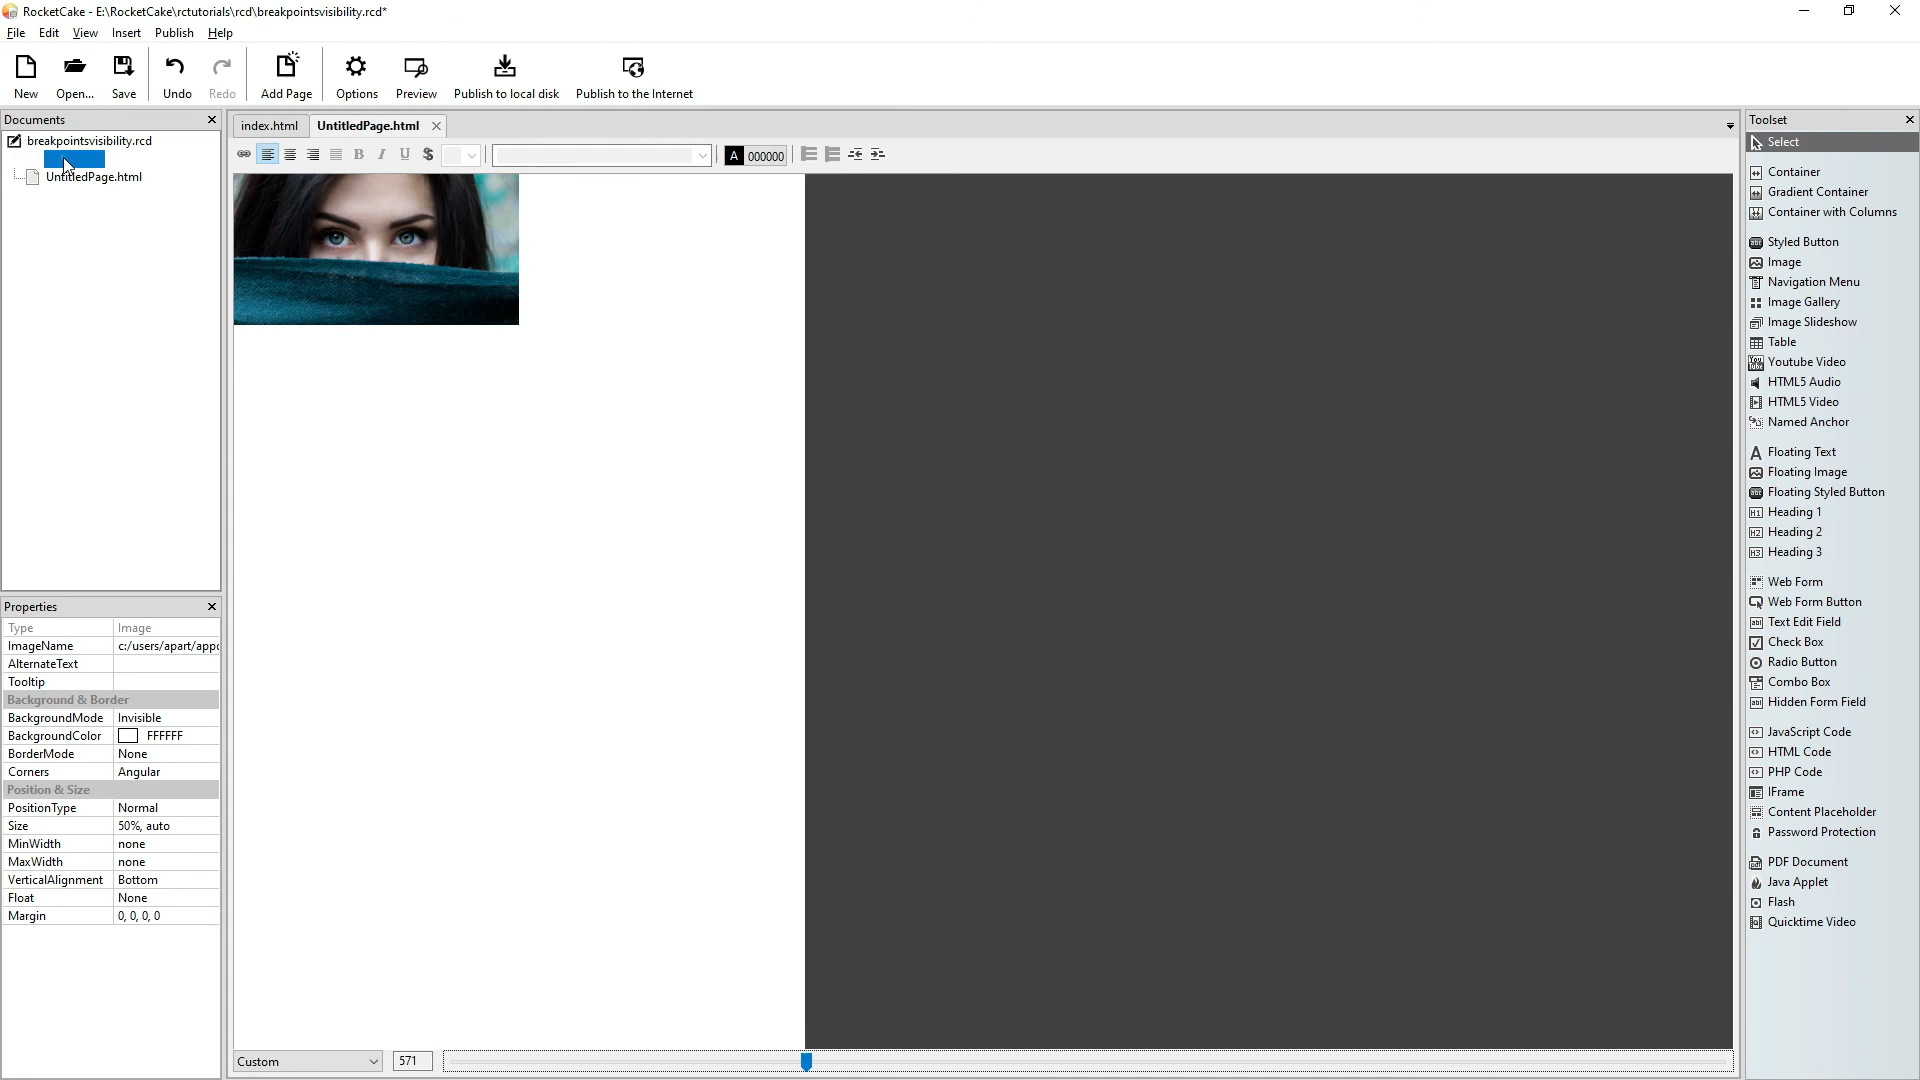 RocketCake - E:\RocketCake\rctutorials\rcd\breakpointsvisibility.rcd*
File Edit View Insert Publish Help
New Open... Save Undo Redo Add Page Options Preview Publish to local disk Publish to the Internet
Documents
breakpointsvisibility.rcd
UntitledPage.html
Properties
Type Image
ImageName c:/users/apart/appd
AlternateText
Tooltip
Background & Border
BackgroundMode Invisible
BackgroundColor FFFFFF
BorderMode None
Corners Angular
Position & Size
PositionType Normal
Size 50%, auto
MinWidth none
MaxWidth none
VerticalAlignment Bottom
Float None
Margin 0, 0, 0, 0
index.html UntitledPage.html
B I U $ A 000000
Custom 571
Toolset
Select
Container
Gradient Container
Container with Columns
Styled Button
Image
Navigation Menu
Image Gallery
Image Slideshow
Table
Youtube Video
HTML5 Audio
HTML5 Video
Named Anchor
Floating Text
Floating Image
Floating Styled Button
H1 Heading 1
H2 Heading 2
H3 Heading 3
Web Form
Web Form Button
Text Edit Field
Check Box
Radio Button
Combo Box
Hidden Form Field
JavaScript Code
HTML Code
PHP Code
IFrame
Content Placeholder
Password Protection
PDF Document
Java Applet
Flash
Quicktime Video